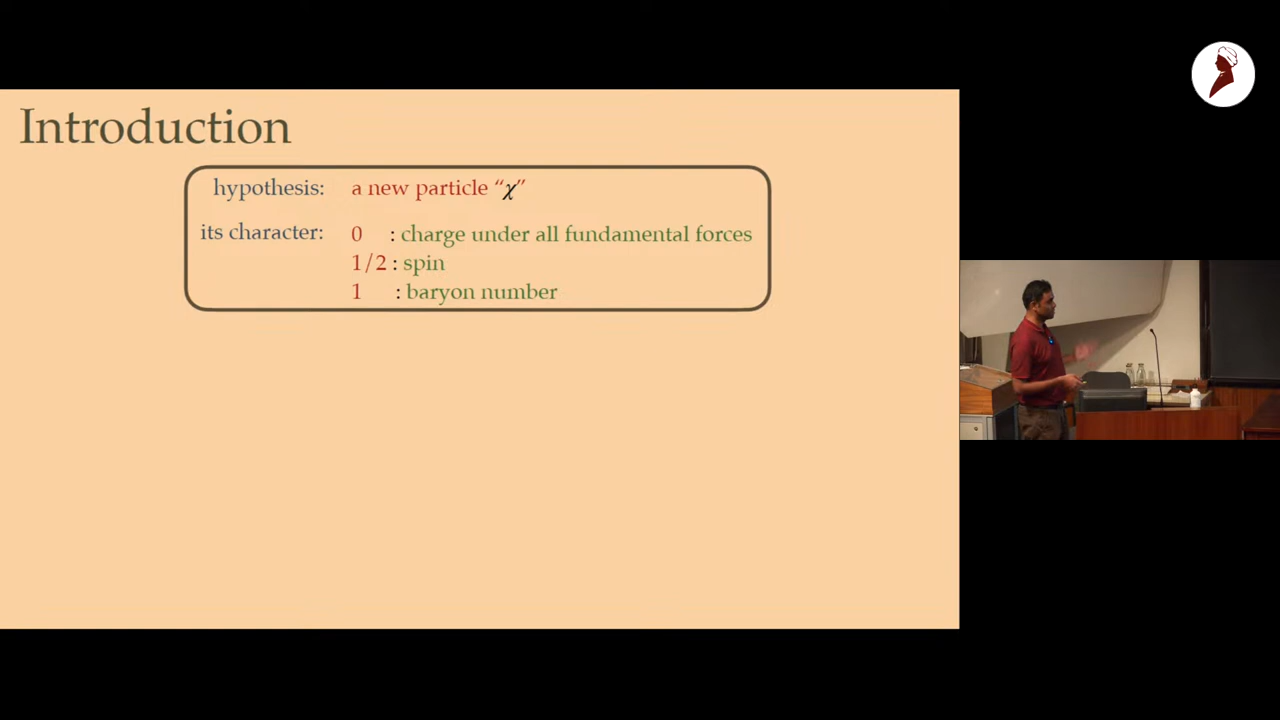 Introduction
hypothesis: a new particle “χ”
its character: 0 : charge under all fundamental forces
1/2 : spin
1 : baryon number